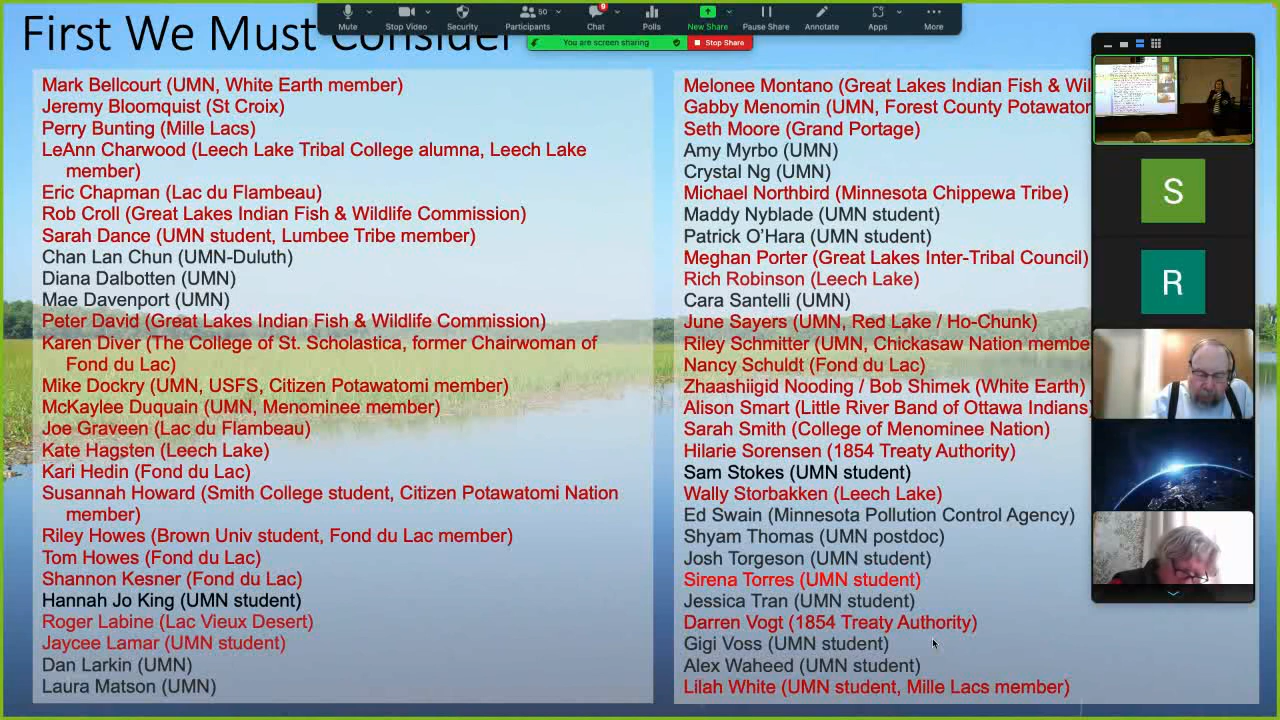 Mute
Stop Video
Security
50
Participants
9
Chat
Polls
New Share
Pause Share
Annotate
Apps
More
You are screen sharing
Stop Share
First We Must Consider
Mark Bellcourt (UMN, White Earth member)
Jeremy Bloomquist (St Croix)
Perry Bunting (Mille Lacs)
LeAnn Charwood (Leech Lake Tribal College alumna, Leech Lake
member)
Eric Chapman (Lac du Flambeau)
Rob Croll (Great Lakes Indian Fish & Wildlife Commission)
Sarah Dance (UMN student, Lumbee Tribe member)
Chan Lan Chun (UMN-Duluth)
Diana Dalbotten (UMN)
Mae Davenport (UMN)
Peter David (Great Lakes Indian Fish & Wildlife Commission)
Karen Diver (The College of St. Scholastica, former Chairwoman of
Fond du Lac)
Mike Dockry (UMN, USFS, Citizen Potawatomi member)
McKaylee Duquain (UMN, Menominee member)
Joe Graveen (Lac du Flambeau)
Kate Hagsten (Leech Lake)
Kari Hedin (Fond du Lac)
Susannah Howard (Smith College student, Citizen Potawatomi Nation
member)
Riley Howes (Brown Univ student, Fond du Lac member)
Tom Howes (Fond du Lac)
Shannon Kesner (Fond du Lac)
Hannah Jo King (UMN student)
Roger Labine (Lac Vieux Desert)
Jaycee Lamar (UMN student)
Dan Larkin (UMN)
Laura Matson (UMN)
Melonee Montano (Great Lakes Indian Fish & Wil
Gabby Menomin (UMN, Forest County Potawator
Seth Moore (Grand Portage)
Amy Myrbo (UMN)
Crystal Ng (UMN)
Michael Northbird (Minnesota Chippewa Tribe)
Maddy Nyblade (UMN student)
Patrick O’Hara (UMN student)
Meghan Porter (Great Lakes Inter-Tribal Council)
Rich Robinson (Leech Lake)
Cara Santelli (UMN)
June Sayers (UMN, Red Lake / Ho-Chunk)
Riley Schmitter (UMN, Chickasaw Nation membe
Nancy Schuldt (Fond du Lac)
Zhaashiigid Nooding / Bob Shimek (White Earth)
Alison Smart (Little River Band of Ottawa Indians)
Sarah Smith (College of Menominee Nation)
Hilarie Sorensen (1854 Treaty Authority)
Sam Stokes (UMN student)
Wally Storbakken (Leech Lake)
Ed Swain (Minnesota Pollution Control Agency)
Shyam Thomas (UMN postdoc)
Josh Torgeson (UMN student)
Sirena Torres (UMN student)
Jessica Tran (UMN student)
Darren Vogt (1854 Treaty Authority)
Gigi Voss (UMN student)
Alex Waheed (UMN student)
Lilah White (UMN student, Mille Lacs member)
S
R